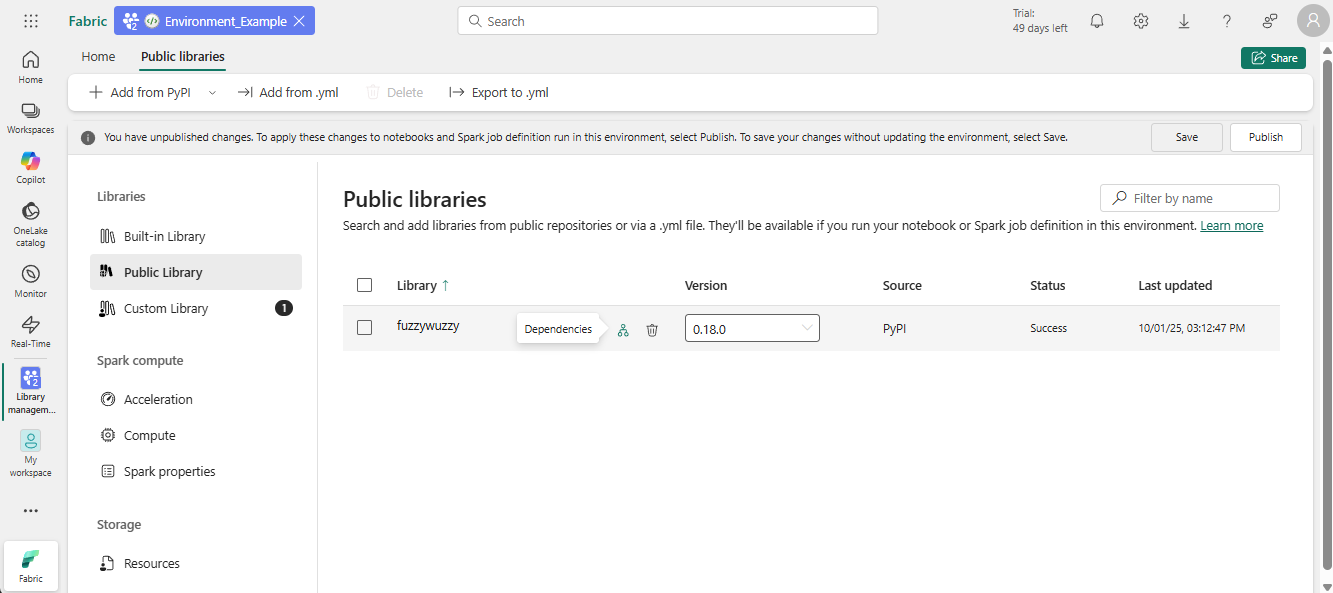 Fabric
2
Environment_Example
Search
Trial:
49 days left
Home
Public libraries
Share
Add from PyPI
Add from .yml
Delete
Export to .yml
You have unpublished changes. To apply these changes to notebooks and Spark job definition run in this environment, select Publish. To save your changes without updating the environment, select Save.
Save
Publish
Home
Workspaces
Copilot
OneLake
catalog
Monitor
Real-Time
2
Library
managem...
My
workspace
Fabric
Libraries
Built-in Library
Public Library
Custom Library
1
Spark compute
Acceleration
Compute
Spark properties
Storage
Resources
Public libraries
Filter by name
Search and add libraries from public repositories or via a .yml file. They'll be available if you run your notebook or Spark job definition in this environment. Learn more
Library ↑ Version Source Status Last updated
fuzzywuzzy Dependencies 0.18.0 PyPI Success 10/01/25, 03:12:47 PM